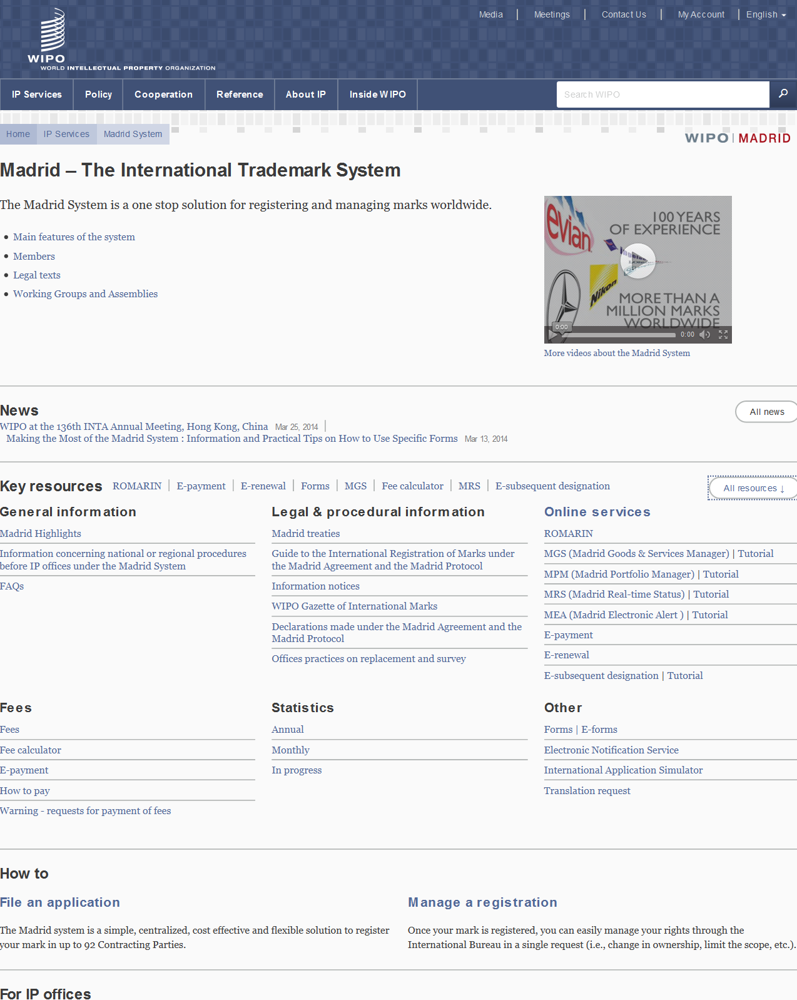 Media | Meetings | Contact Us | My Account | English
WIPO
WORLD INTELLECTUAL PROPERTY ORGANIZATION
IP Services Policy Cooperation Reference About IP Inside WIPO Search WIPO
Home IP Services Madrid System
WIPO | MADRID
Madrid – The International Trademark System
The Madrid System is a one stop solution for registering and managing marks worldwide.
• Main features of the system
• Members
• Legal texts
• Working Groups and Assemblies
evian
100 YEARS
OF EXPERIENCE
Nikon
MORE THAN A
MILLION MARKS
WORLDWIDE
0:00
0:00
More videos about the Madrid System
News
All news
WIPO at the 136th INTA Annual Meeting, Hong Kong, China Mar 25, 2014 |
Making the Most of the Madrid System : Information and Practical Tips on How to Use Specific Forms Mar 13, 2014
Key resources ROMARIN | E-payment | E-renewal | Forms | MGS | Fee calculator | MRS | E-subsequent designation
All resources ↓
General information
Madrid Highlights
Information concerning national or regional procedures
before IP offices under the Madrid System
FAQs
Legal & procedural information
Madrid treaties
Guide to the International Registration of Marks under
the Madrid Agreement and the Madrid Protocol
Information notices
WIPO Gazette of International Marks
Declarations made under the Madrid Agreement and the
Madrid Protocol
Offices practices on replacement and survey
Online services
ROMARIN
MGS (Madrid Goods & Services Manager) | Tutorial
MPM (Madrid Portfolio Manager) | Tutorial
MRS (Madrid Real-time Status) | Tutorial
MEA (Madrid Electronic Alert ) | Tutorial
E-payment
E-renewal
E-subsequent designation | Tutorial
Fees
Fees
Fee calculator
E-payment
How to pay
Warning - requests for payment of fees
Statistics
Annual
Monthly
In progress
Other
Forms | E-forms
Electronic Notification Service
International Application Simulator
Translation request
How to
File an application
The Madrid system is a simple, centralized, cost effective and flexible solution to register
your mark in up to 92 Contracting Parties.
Manage a registration
Once your mark is registered, you can easily manage your rights through the
International Bureau in a single request (i.e., change in ownership, limit the scope, etc.).
For IP offices